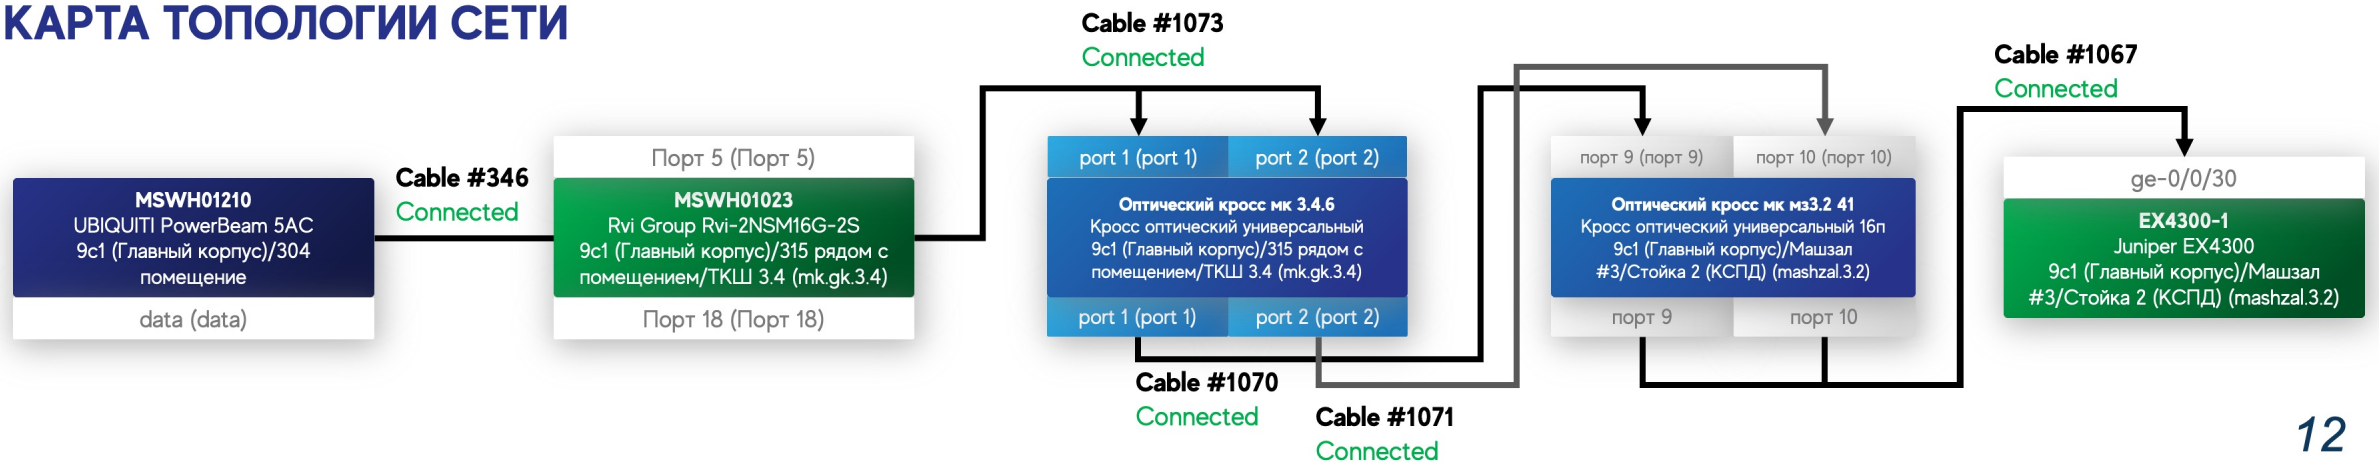 КАРТА ТОПОЛОГИИ СЕТИ
MSWH01210
UBIQUITI PowerBeam 5AC
9с1 (Главный корпус)/304
помещение
data (data)
Cable #346
Connected
Порт 5 (Порт 5)
MSWH01023
Rvi Group Rvi-2NSM16G-2S
9с1 (Главный корпус)/315 рядом с
помещением/ТКШ 3.4 (mk.gk.3.4)
Порт 18 (Порт 18)
Cable #1073
Connected
port 1 (port 1)
port 2 (port 2)
Оптический кросс мк 3.4.6
Кросс оптический универсальный
9с1 (Главный корпус)/315 рядом с
помещением/ТКШ 3.4 (mk.gk.3.4)
port 1 (port 1)
port 2 (port 2)
Cable #1070
Connected
Cable #1071
Connected
порт 9 (порт 9)
порт 10 (порт 10)
Оптический кросс мк мз3.2 41
Кросс оптический универсальный 16п
9с1 (Главный корпус)/Машзал
#3/Стойка 2 (КСПД) (mashzal.3.2)
порт 9
порт 10
Cable #1067
Connected
ge-0/0/30
EX4300-1
Juniper EX4300
9с1 (Главный корпус)/Машзал
#3/Стойка 2 (КСПД) (mashzal.3.2)
12